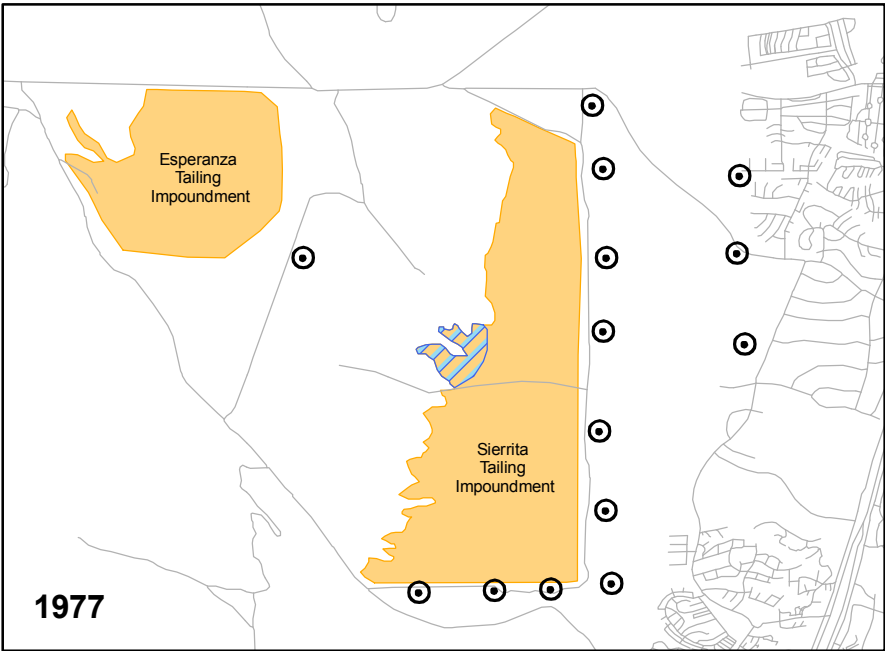 Esperanza
Tailing
Impoundment
Sierrita
Tailing
Impoundment
1977